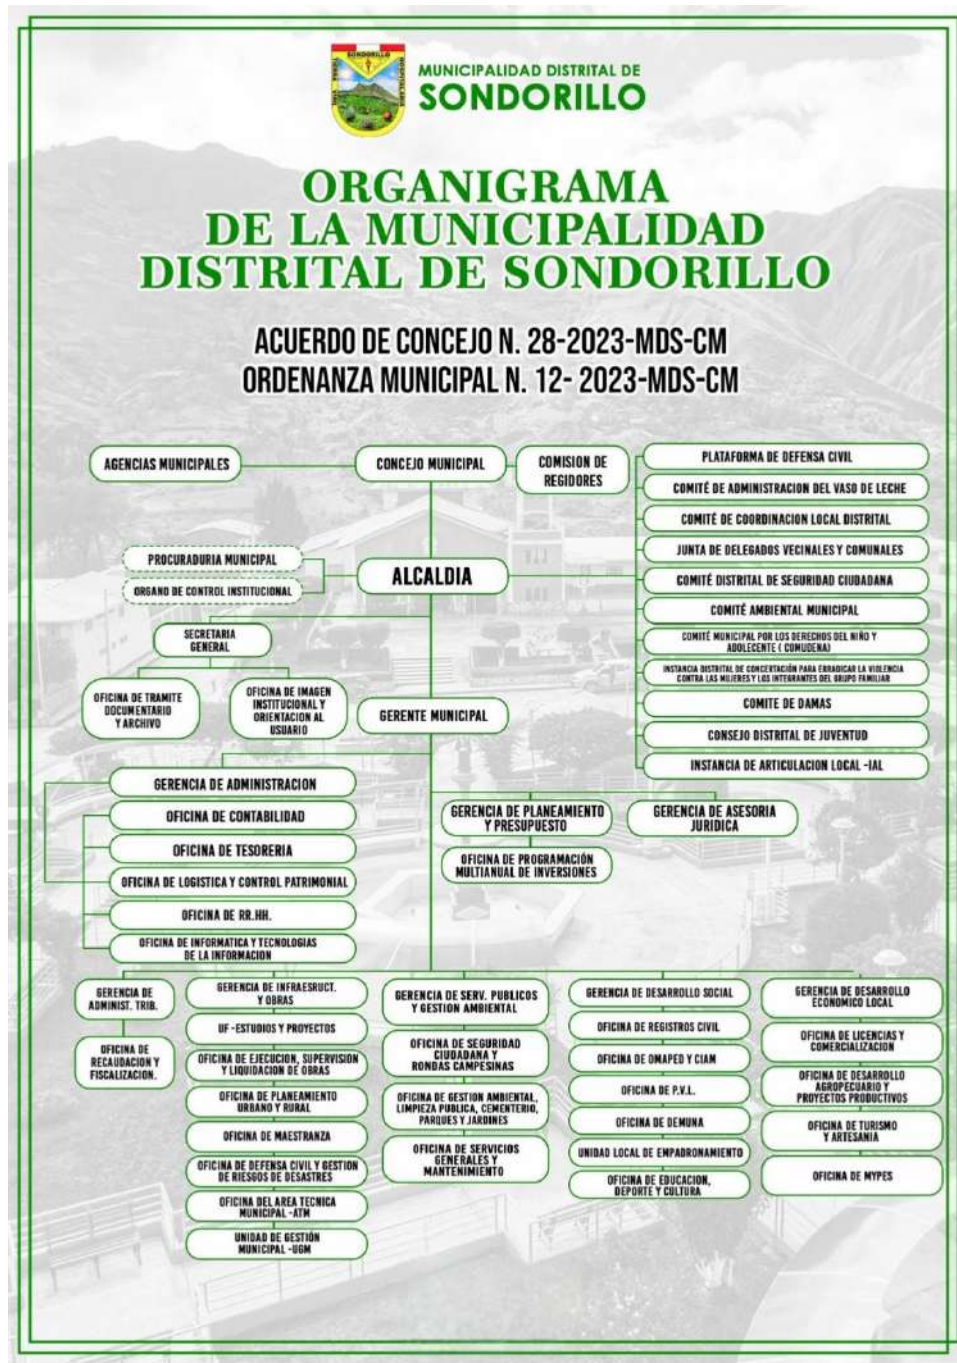 SONDORILLO
MUNICIPALIDAD DISTRITAL DE
SONDORILLO
ORGANIGRAMA
DE LA MUNICIPALIDAD
DISTRITAL DE SONDORILLO
ACUERDO DE CONCEJO N. 28-2023-MDS-CM
ORDENANZA MUNICIPAL N. 12- 2023-MDS-CM
AGENCIAS MUNICIPALES
CONCEJO MUNICIPAL
COMISION DE
REGIDORES
PLATAFORMA DE DEFENSA CIVIL
COMITÉ DE ADMINISTRACION DEL VASO DE LECHE
COMITÉ DE COORDINACION LOCAL DISTRITAL
JUNTA DE DELEGADOS VECINALES Y COMUNALES
COMITÉ DISTRITAL DE SEGURIDAD CIUDADANA
COMITÉ AMBIENTAL MUNICIPAL
COMITÉ MUNICIPAL POR LOS DERECHOS DEL NIÑO Y
ADOLECENTE ( COMUDENA)
INSTANCIA DISTRITAL DE CONCERTACIÓN PARA ERRADICAR LA VIOLENCIA
CONTRA LAS MUJERES Y LOS INTEGRANTES DEL GRUPO FAMILIAR
COMITE DE DAMAS
CONSEJO DISTRITAL DE JUVENTUD
INSTANCIA DE ARTICULACION LOCAL -IAL
PROCURADURIA MUNICIPAL
ORGANO DE CONTROL INSTITUCIONAL
ALCALDIA
SECRETARIA
GENERAL
OFICINA DE TRAMITE
DOCUMENTARIO
Y ARCHIVO
OFICINA DE IMAGEN
INSTITUCIONAL Y
ORIENTACION AL
USUARIO
GERENTE MUNICIPAL
GERENCIA DE ADMINISTRACION
OFICINA DE CONTABILIDAD
OFICINA DE TESORERIA
OFICINA DE LOGISTICA Y CONTROL PATRIMONIAL
OFICINA DE RR.HH.
OFICINA DE INFORMATICA Y TECNOLOGIAS
DE LA INFORMACION
GERENCIA DE PLANEAMIENTO
Y PRESUPUESTO
OFICINA DE PROGRAMACIÓN
MULTIANUAL DE INVERSIONES
GERENCIA DE ASESORIA
JURIDICA
GERENCIA DE
ADMINIST. TRIB.
OFICINA DE
RECAUDACION Y
FISCALIZACION.
GERENCIA DE INFRAESRUCT.
Y OBRAS
UF -ESTUDIOS Y PROYECTOS
OFICINA DE EJECUCION, SUPERVISION
Y LIQUIDACION DE OBRAS
OFICINA DE PLANEAMIENTO
URBANO Y RURAL
OFICINA DE MAESTRANZA
OFICINA DE DEFENSA CIVIL Y GESTION
DE RIESGOS DE DESASTRES
OFICINA DEL AREA TECNICA
MUNICIPAL -ATM
UNIDAD DE GESTIÓN
MUNICIPAL -UGM
GERENCIA DE SERV. PUBLICOS
Y GESTION AMBIENTAL
OFICINA DE SEGURIDAD
CIUDADANA Y
RONDAS CAMPESINAS
OFICINA DE GESTION AMBIENTAL,
LIMPIEZA PUBLICA, CEMENTERIO,
PARQUES Y JARDINES
OFICINA DE SERVICIOS
GENERALES Y
MANTENIMIENTO
GERENCIA DE DESARROLLO SOCIAL
OFICINA DE REGISTROS CIVIL
OFICINA DE OMAPED Y CIAM
OFICINA DE P.V.L.
OFICINA DE DEMUNA
UNIDAD LOCAL DE EMPADRONAMIENTO
OFICINA DE EDUCACION,
DEPORTE Y CULTURA
GERENCIA DE DESARROLLO
ECONOMICO LOCAL
OFICINA DE LICENCIAS Y
COMERCIALIZACION
OFICINA DE DESARROLLO
AGROPECUARIO Y
PROYECTOS PRODUCTIVOS
OFICINA DE TURISMO
Y ARTESANIA
OFICINA DE MYPES